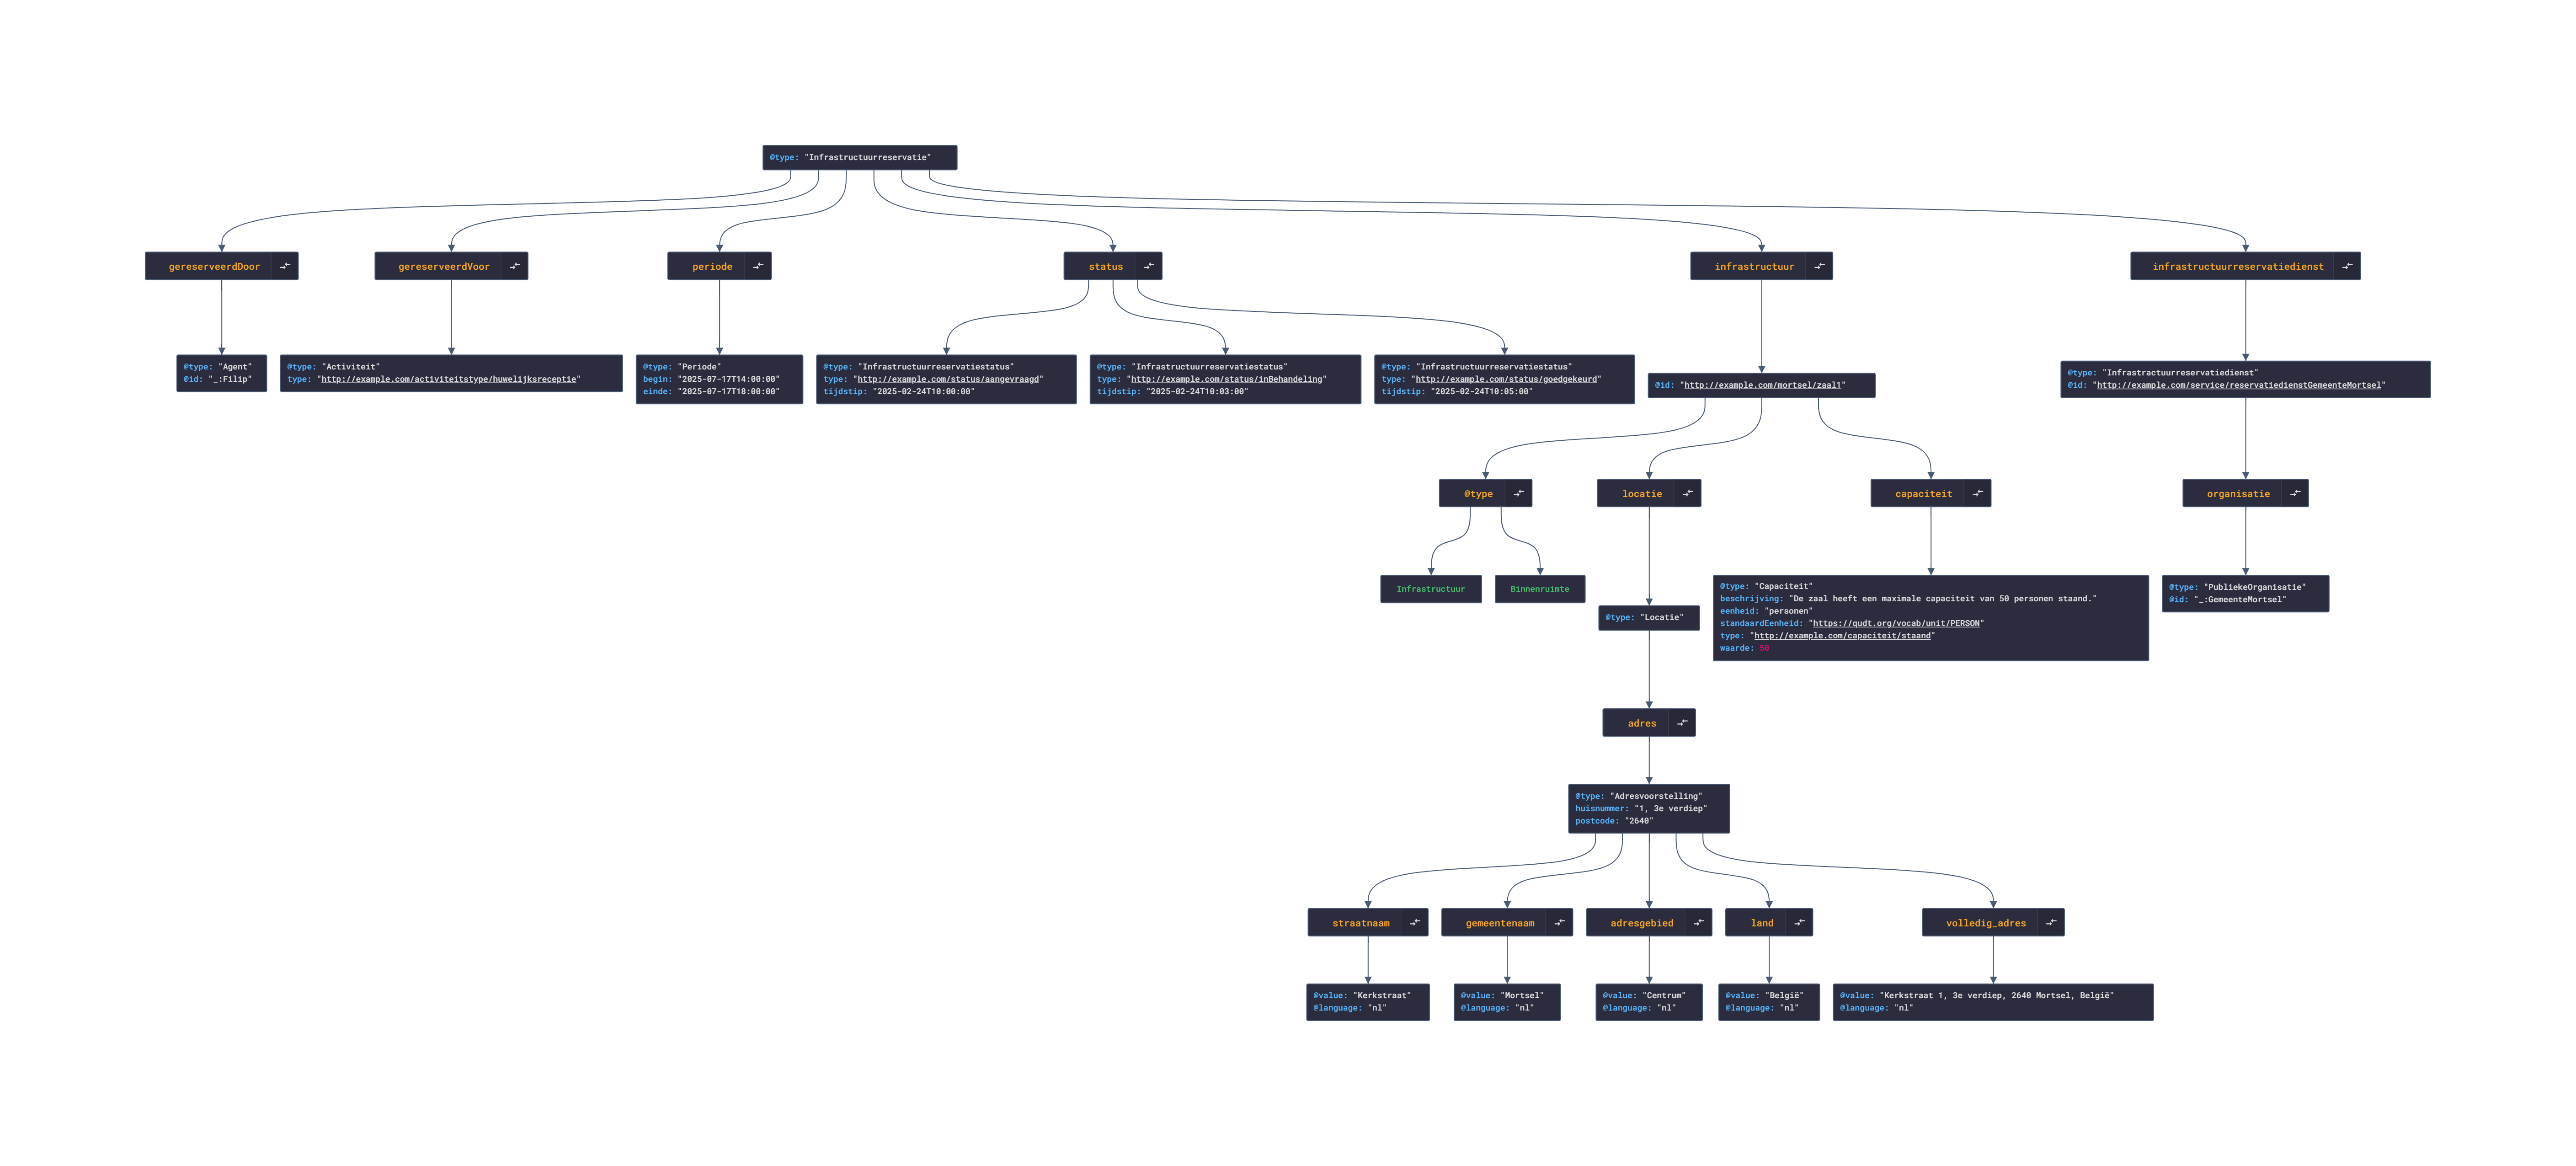 @type: "Infrastructuurreservatie"
gereserveerdDoor
gereserveerdVoor
periode
status
infrastructuur
infrastructuurreservatiedienst
@type: "Agent"
@id: "_:Filip"
@type: "Activiteit"
type: "http://example.com/activiteitstype/huwelijksreceptie"
@type: "Periode"
begin: "2025-07-17T14:00:00"
einde: "2025-07-17T18:00:00"
@type: "Infrastructuurreservatiestatus"
type: "http://example.com/status/aangevraagd"
tijdstip: "2025-02-24T10:00:00"
@type: "Infrastructuurreservatiestatus"
type: "http://example.com/status/inBehandeling"
tijdstip: "2025-02-24T10:03:00"
@type: "Infrastructuurreservatiestatus"
type: "http://example.com/status/goedgekeurd"
tijdstip: "2025-02-24T10:05:00"
@id: "http://example.com/mortsel/zaal1"
@type: "Infrastractuurreservatiedienst"
@id: "http://example.com/service/reservatiedienstGemeenteMortsel"
@type
locatie
capaciteit
organisatie
Infrastructuur
Binnenruimte
@type: "Locatie"
@type: "Capaciteit"
beschrijving: "De zaal heeft een maximale capaciteit van 50 personen staand."
eenheid: "personen"
standaardEenheid: "https://qudt.org/vocab/unit/PERSON"
type: "http://example.com/capaciteit/staand"
waarde: 50
@type: "PubliekeOrganisatie"
@id: "_:GemeenteMortsel"
adres
@type: "Adresvoorstelling"
huisnummer: "1, 3e verdiep"
postcode: "2640"
straatnaam
gemeentenaam
adresgebied
land
volledig_adres
@value: "Kerkstraat"
@language: "nl"
@value: "Mortsel"
@language: "nl"
@value: "Centrum"
@language: "nl"
@value: "België"
@language: "nl"
@value: "Kerkstraat 1, 3e verdiep, 2640 Mortsel, België"
@language: "nl"